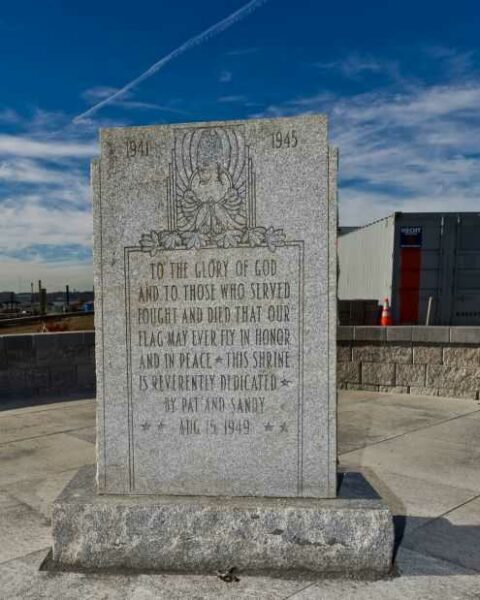 1941 1945
TO THE GLORY OF GOD
AND TO THOSE WHO SERVED
FOUGHT AND DIED THAT OUR
FLAG MAY EVER FLY IN HONOR
AND IN PEACE ★ THIS SHRINE
IS REVERENTLY DEDICATED ★
BY PAT AND SANDY
★ ★ AUG 15 1949 ★ ★